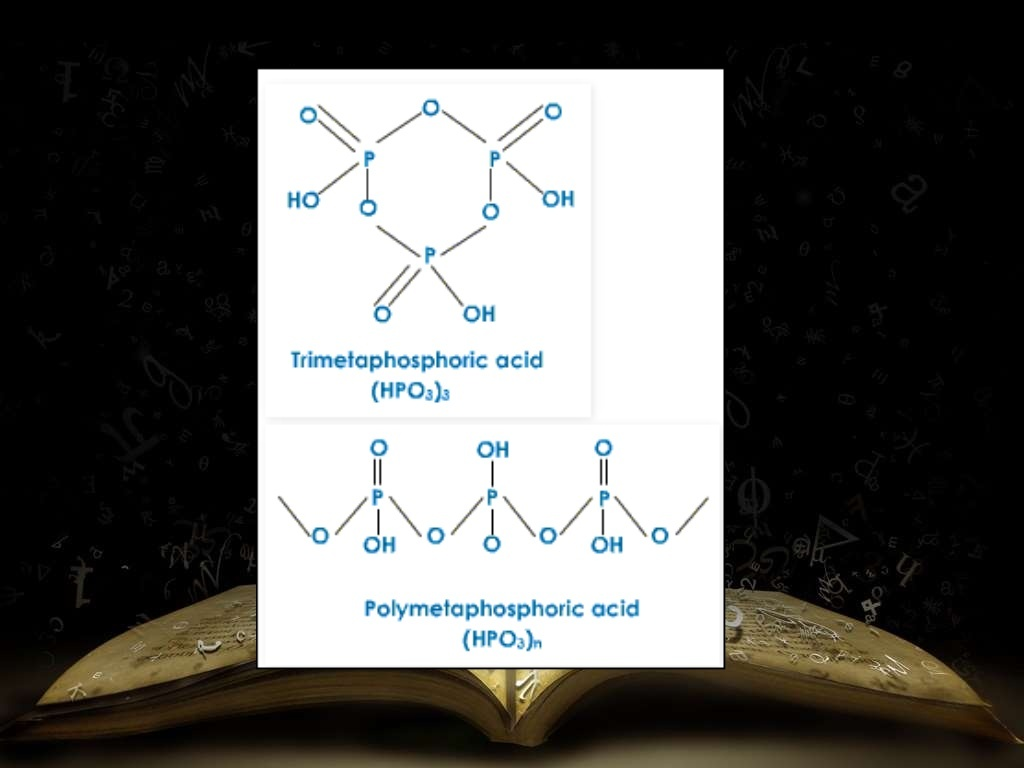 O O O
P P
HO O O OH
P
O OH
Trimetaphosphoric acid
(HPO₃)₃
O OH O
P P P
O OH O O O OH O
Polymetaphosphoric acid
(HPO₃)ₙ